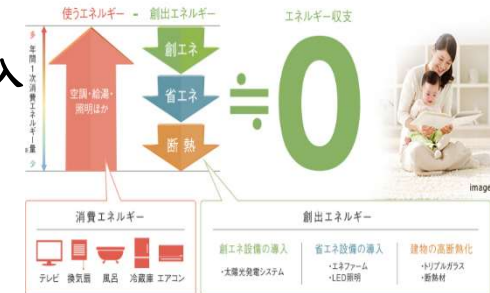 使うエネルギー - 創出エネルギー
エネルギー収支
入
多
年間1次消費エネルギー量
少
空調・給湯・
照明ほか
創エネ
省エネ
断熱
≒0
image
消費エネルギー
テレビ 換気扇 風呂 冷蔵庫 エアコン
創出エネルギー
創エネ設備の導入
・太陽光発電システム
省エネ設備の導入
・エネファーム
・LED照明
建物の高断熱化
・トリプルガラス
・断熱材